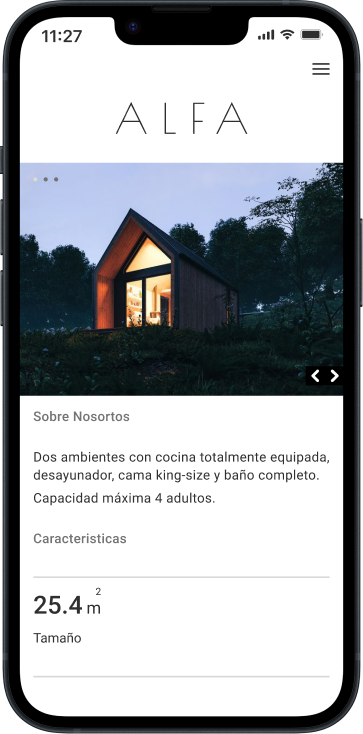 11:27
ALFA
Sobre Nosortos
Dos ambientes con cocina totalmente equipada,
desayunador, cama king-size y baño completo.
Capacidad máxima 4 adultos.
Caracteristicas
25.4 m²
Tamaño